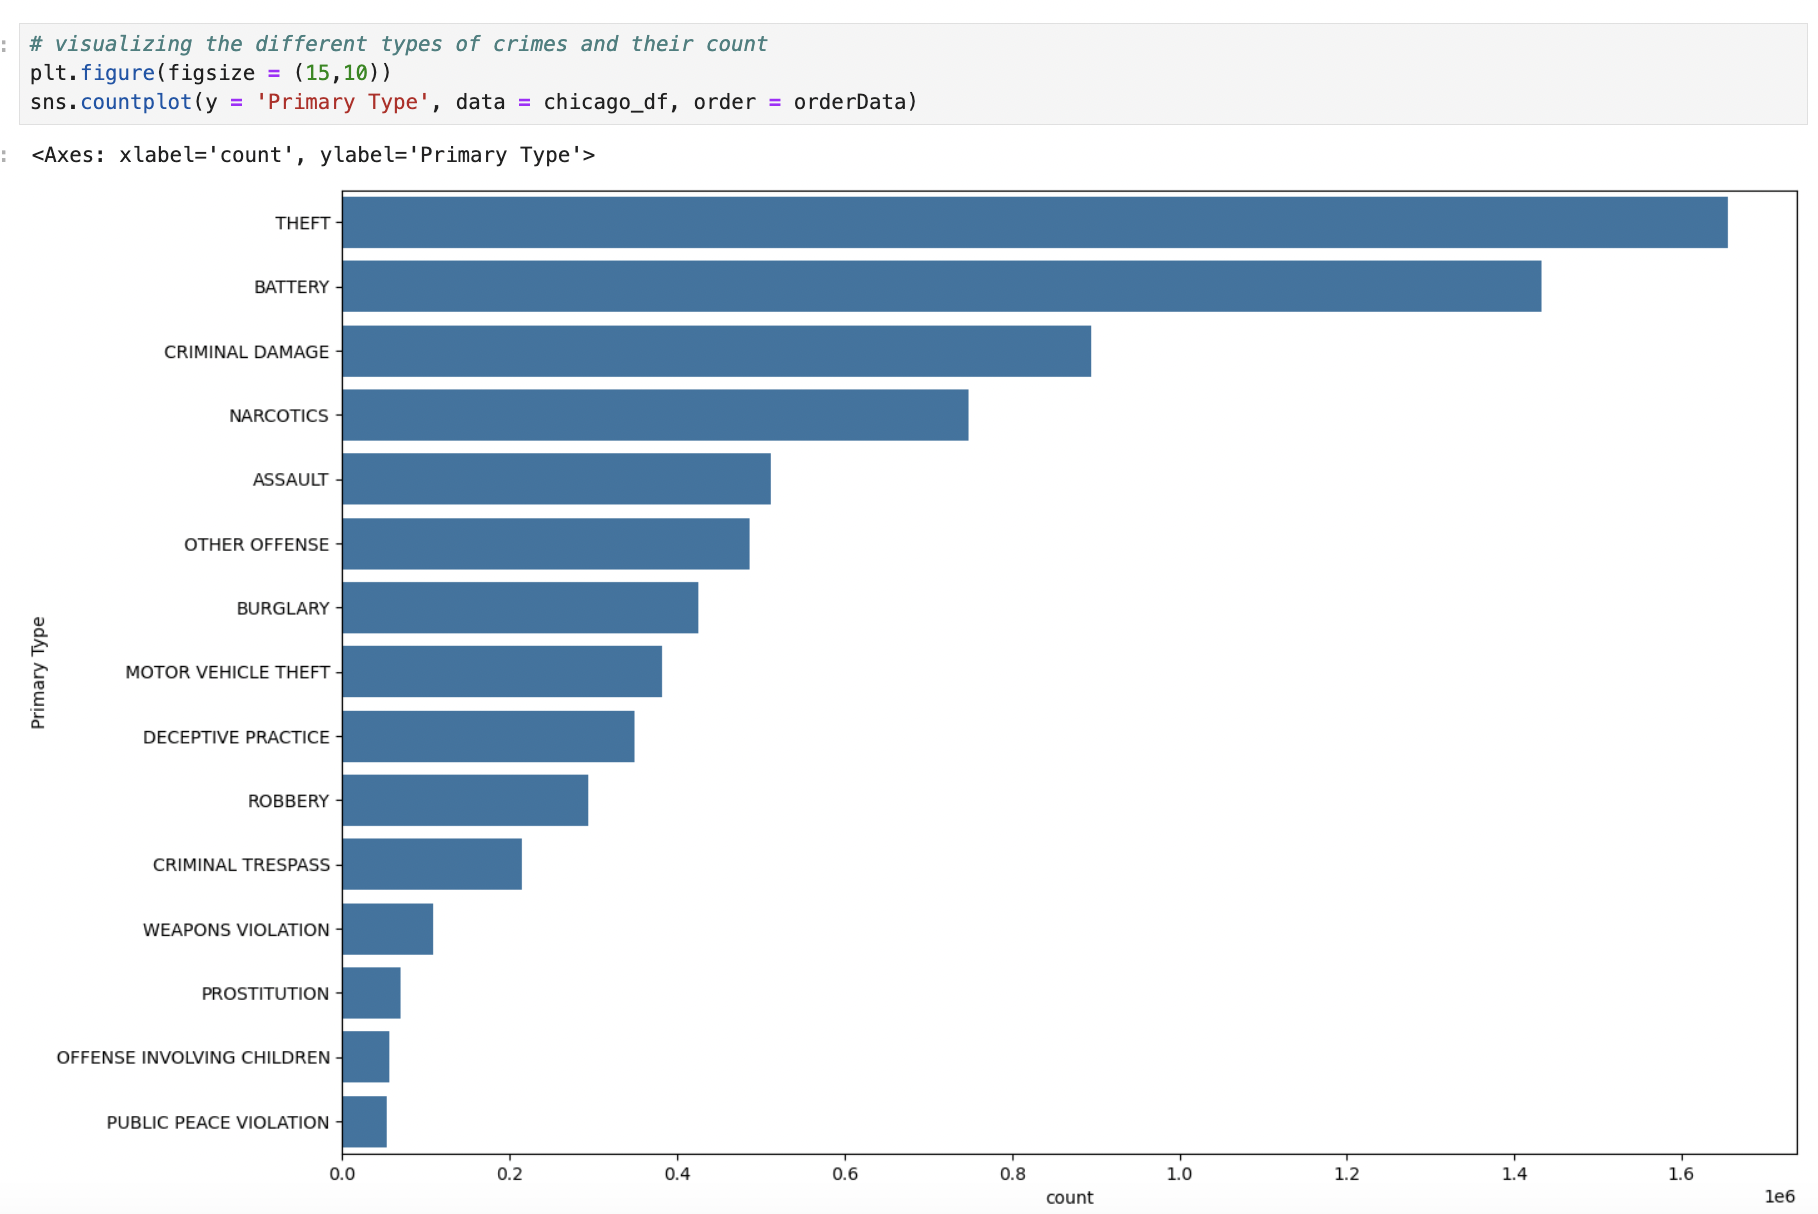 # visualizing the different types of crimes and their count
plt.figure(figsize = (15,10))
sns.countplot(y = 'Primary Type', data = chicago_df, order = orderData)
<Axes: xlabel='count', ylabel='Primary Type'>
THEFT
BATTERY
CRIMINAL DAMAGE
NARCOTICS
ASSAULT
OTHER OFFENSE
BURGLARY
MOTOR VEHICLE THEFT
DECEPTIVE PRACTICE
ROBBERY
CRIMINAL TRESPASS
WEAPONS VIOLATION
PROSTITUTION
OFFENSE INVOLVING CHILDREN
PUBLIC PEACE VIOLATION
Primary Type
0.0 0.2 0.4 0.6 0.8 1.0 1.2 1.4 1.6
count
1e6